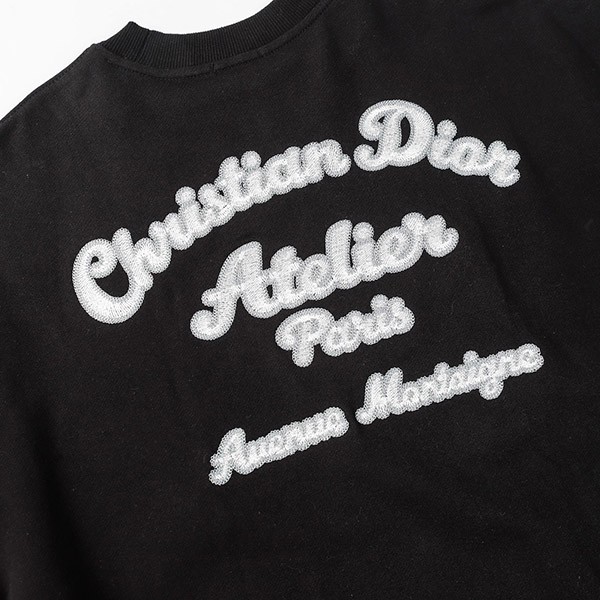 Christian Dior
Atelier
Paris
Avenue Montaigne